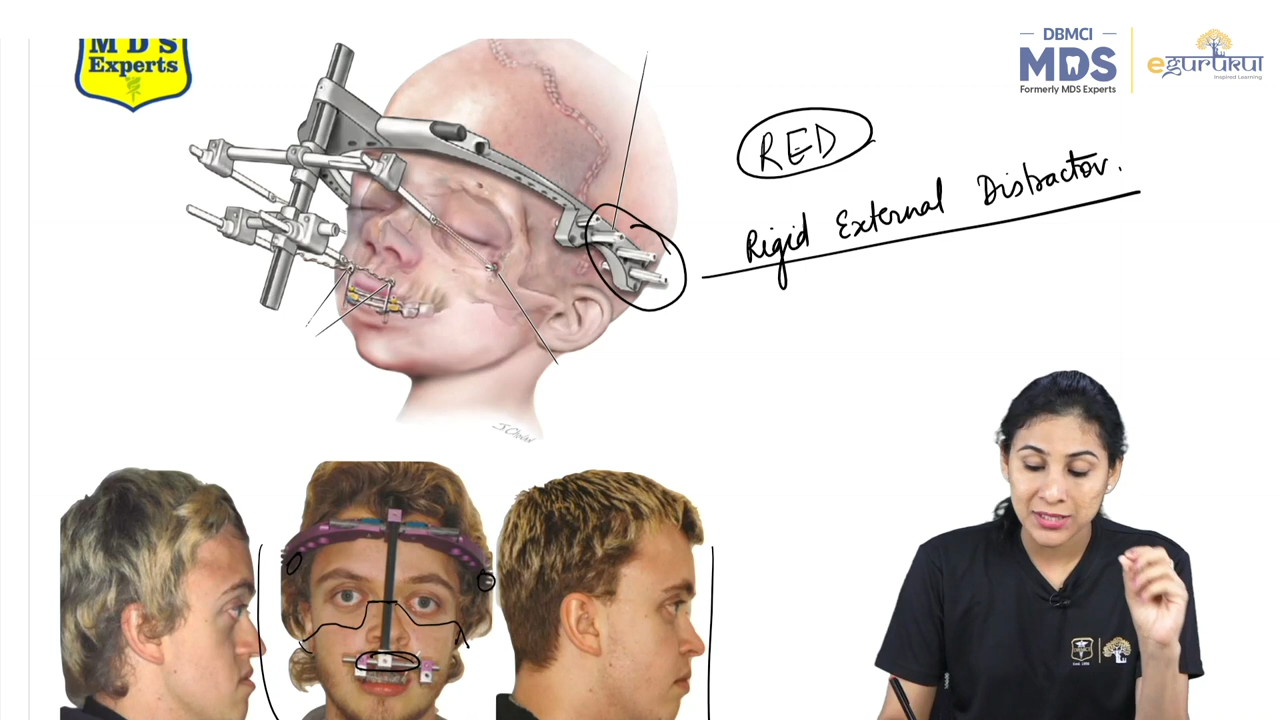 MDS
Experts
DBMCI
MDS
Formerly MDS Experts
egurukul
Inspired Learning
RED
Rigid External Distractor.